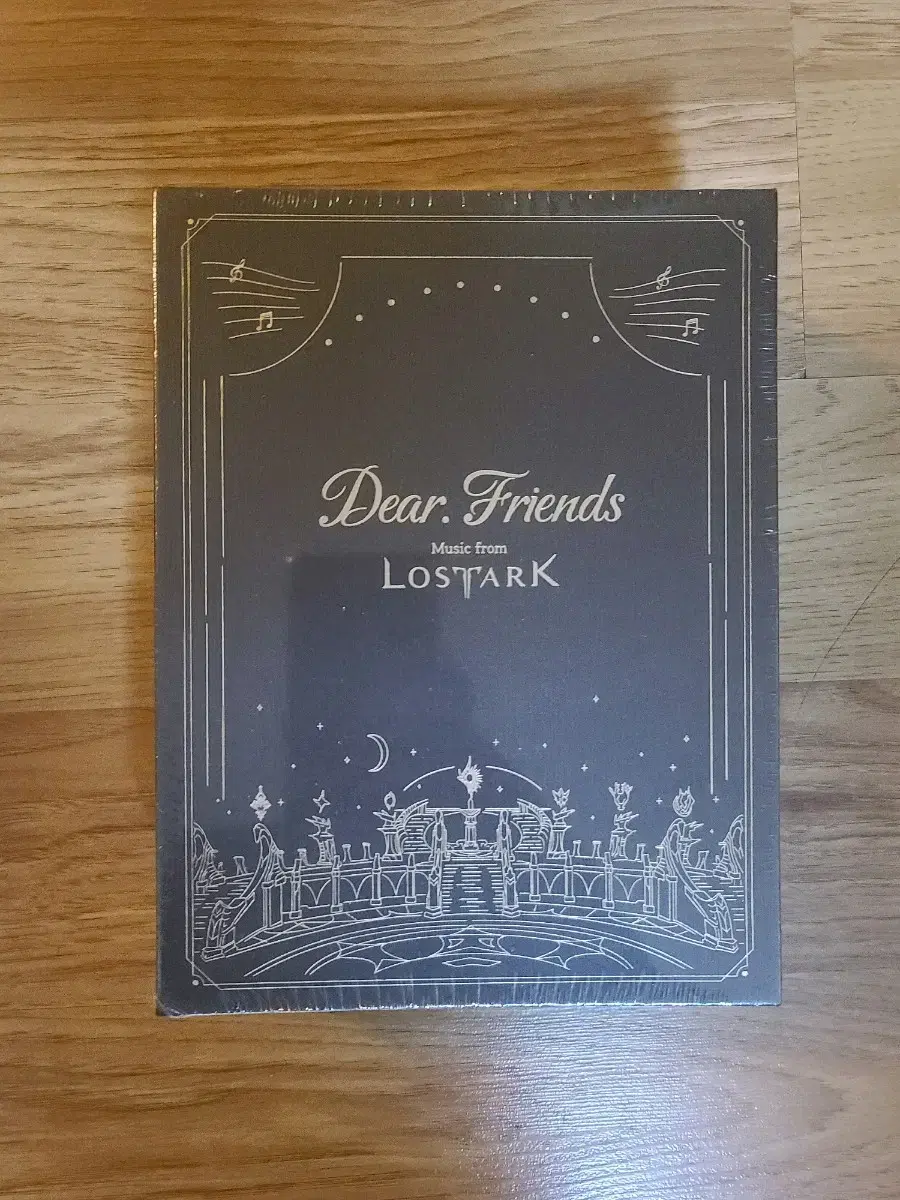 Dear. Friends
Music from
LOSTARK